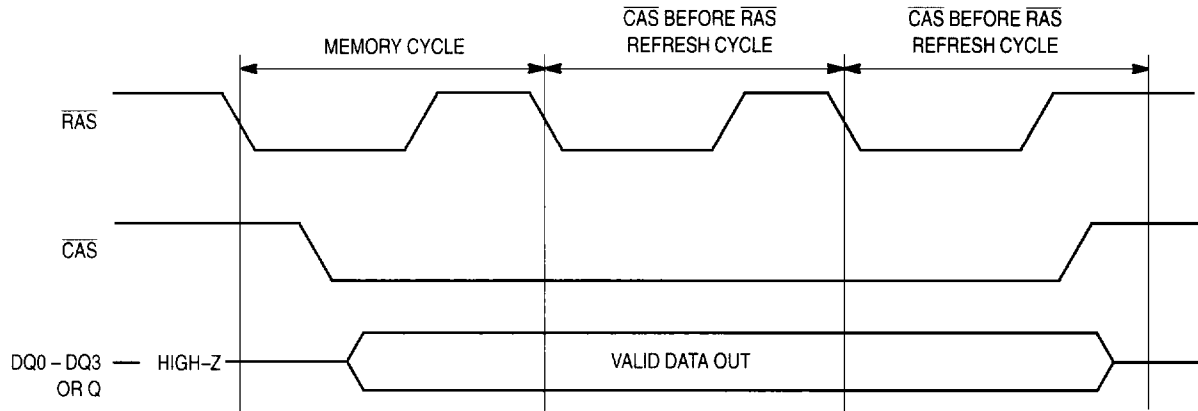 MEMORY CYCLE
CAS BEFORE RAS
REFRESH CYCLE
CAS BEFORE RAS
REFRESH CYCLE
RAS
CAS
DQ0 – DQ3
OR Q
HIGH–Z
VALID DATA OUT